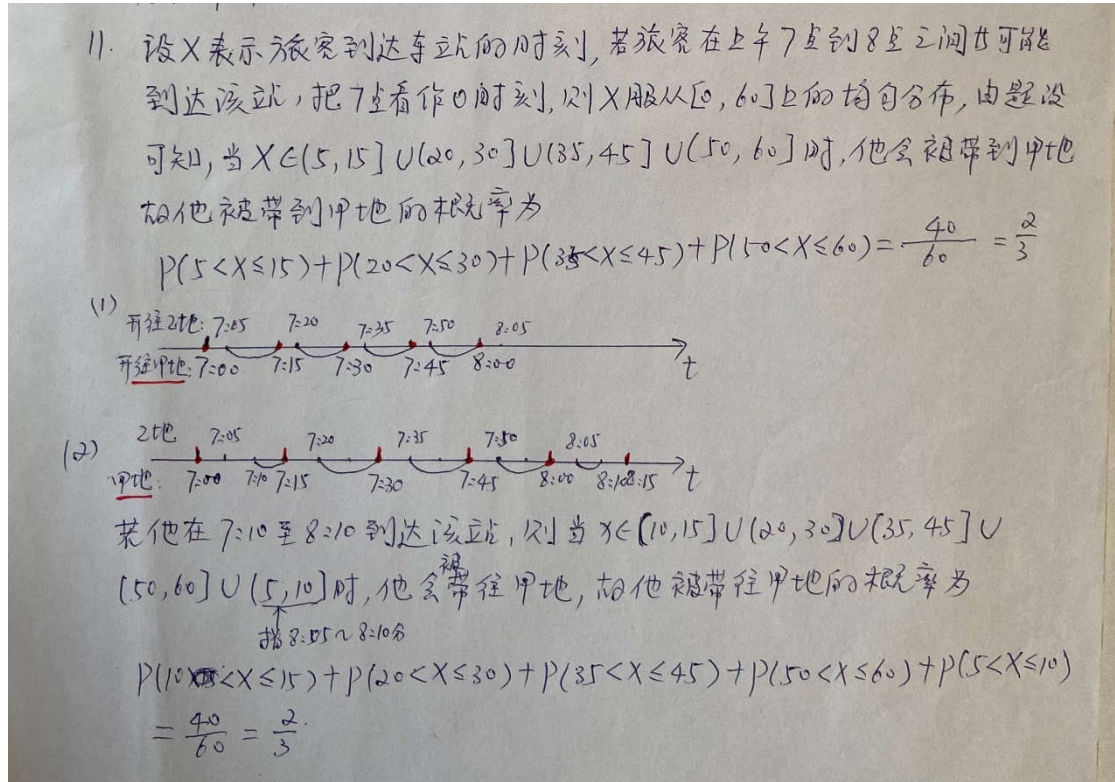 11. 设X表示旅客到达车站的时刻,若旅客在上午7点到8点之间等可能
到达该站,把7点看作0时刻,则X服从[0,60]上的均匀分布,由题设
可知,当X∈(5,15]∪(20,30]∪(35,45]∪(50,60]时,他会被带到甲地
故他被带到甲地的概率为
P(5<X≤15)+P(20<X≤30)+P(35<X≤45)+P(50<X≤60)=40/60=2/3
(1)
开往乙地: 7:05 7:20 7:35 7:50 8:05
开往甲地: 7:00 7:15 7:30 7:45 8:00 t
(2) 乙地 7:05 7:20 7:35 7:50 8:05
甲地: 7:00 7:10 7:15 7:30 7:45 8:00 8:10 8:15 t
若他在7:10至8:10到达该站,则当X∈[10,15]∪(20,30]∪(35,45]∪
(50,60]∪(5,10]时,他会被带往甲地,故他被带往甲地的概率为
指8:05~8:10分
P(10<X≤15)+P(20<X≤30)+P(35<X≤45)+P(50<X≤60)+P(5<X≤10)
=40/60=2/3.